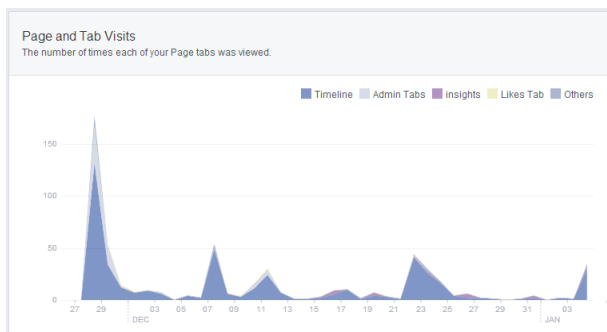 Page and Tab Visits
The number of times each of your Page tabs was viewed.
Timeline Admin Tabs insights Likes Tab Others
150
100
50
0
27 29 03 05 07 09 11 13 15 17 19 21 23 25 27 29 31 03
DEC JAN